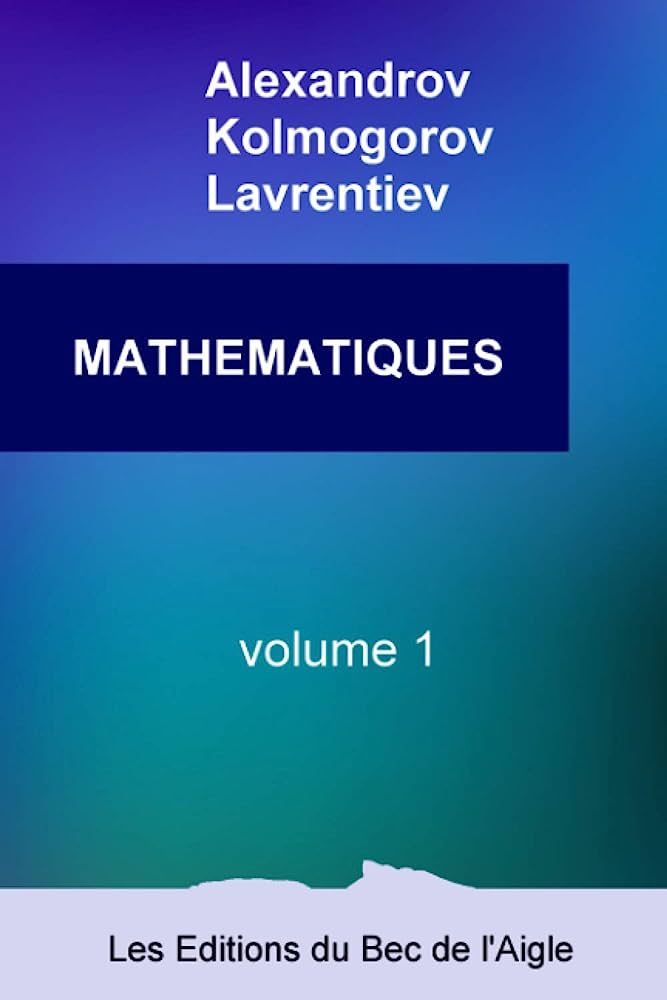 Alexandrov
Kolmogorov
Lavrentiev
MATHEMATIQUES
volume 1
Les Editions du Bec de l'Aigle